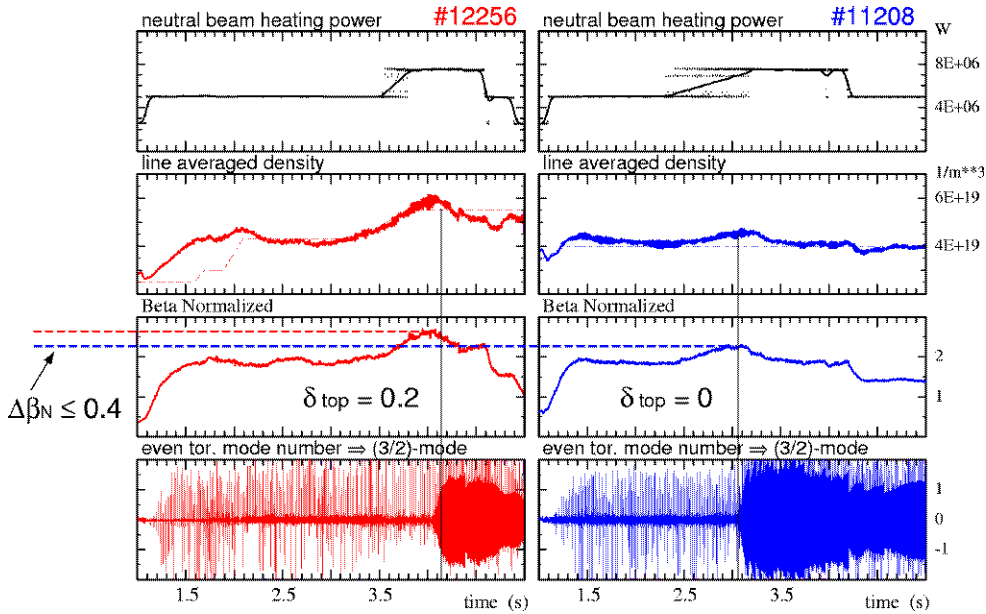 neutral beam heating power #12256 neutral beam heating power #11208 W
8E+06
4E+06
line averaged density line averaged density 1/m**3
6E+19
4E+19
Beta Normalized Beta Normalized
2
ΔβN ≤ 0.4 δ top = 0.2 δ top = 0 1
even tor. mode number ⇒ (3/2)-mode even tor. mode number ⇒ (3/2)-mode
1
0
-1
1.5 2.5 3.5 time (s) 1.5 2.5 3.5 time (s)